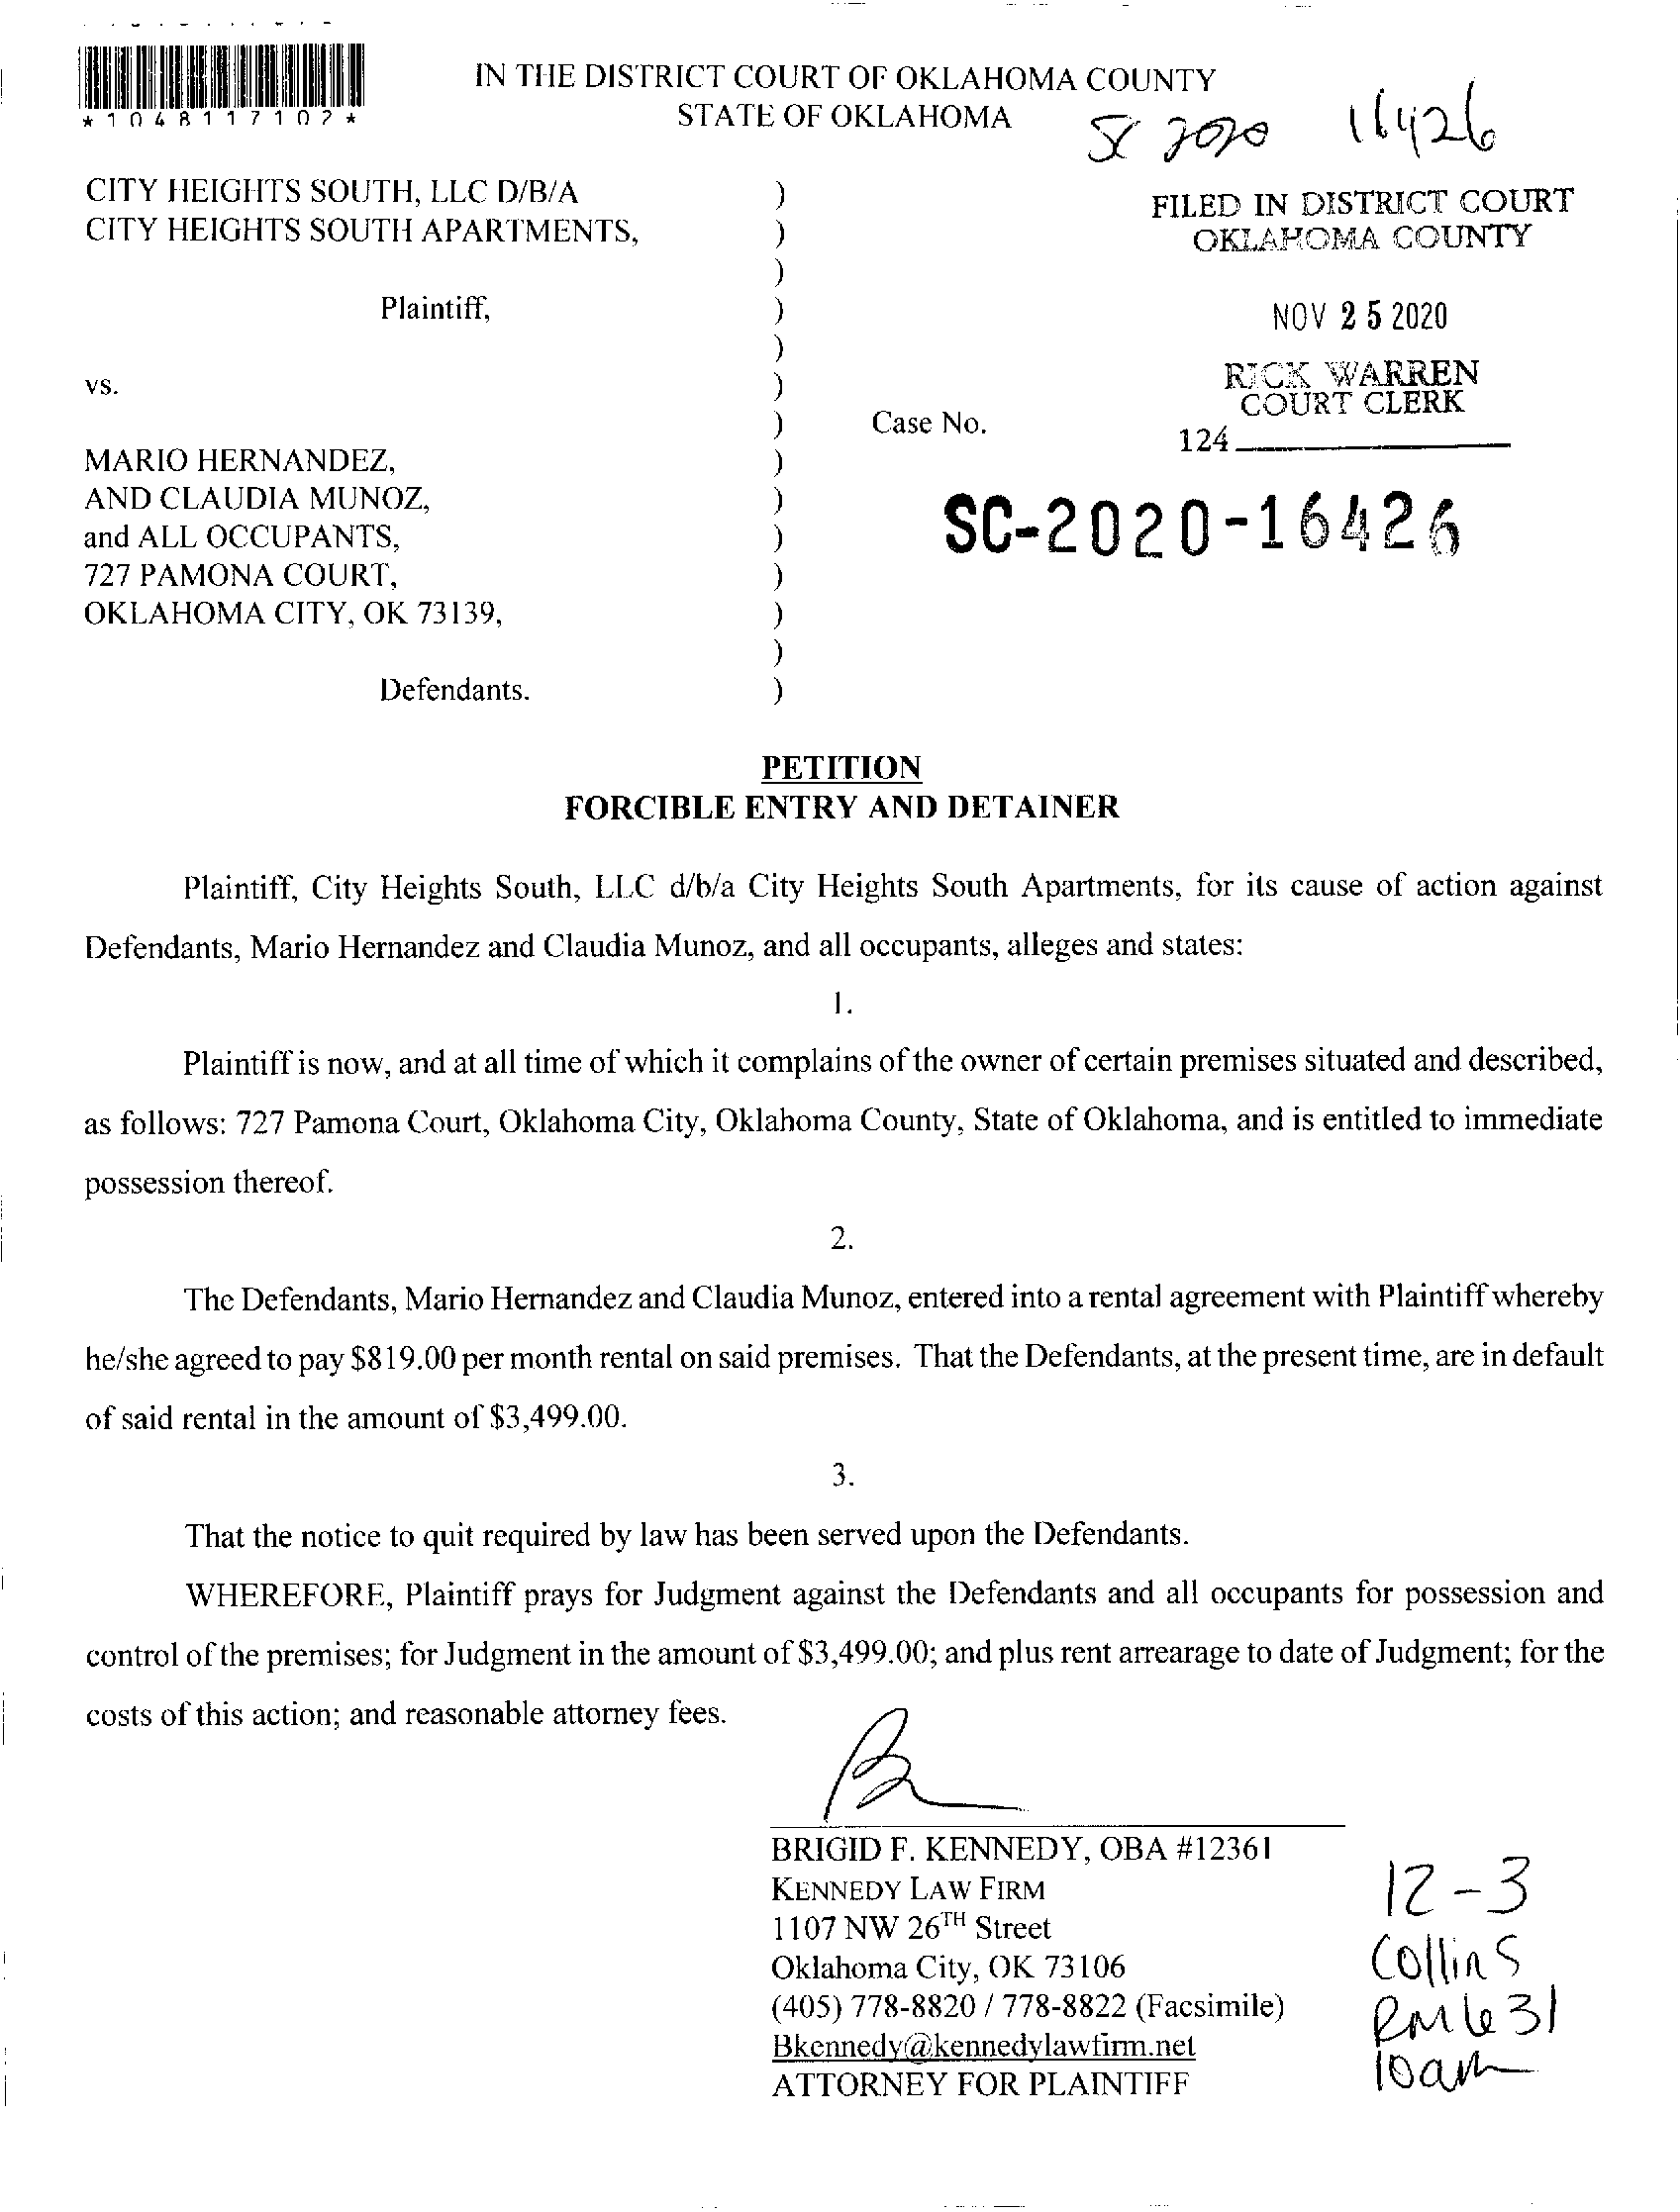 *1048117102*
IN THE DISTRICT COURT OF OKLAHOMA COUNTY
STATE OF OKLAHOMA
SC 2020 16426
CITY HEIGHTS SOUTH, LLC D/B/A )
CITY HEIGHTS SOUTH APARTMENTS, )
)
Plaintiff, )
)
vs. )
) Case No.
MARIO HERNANDEZ, )
AND CLAUDIA MUNOZ, )
and ALL OCCUPANTS, )
727 PAMONA COURT, )
OKLAHOMA CITY, OK 73139, )
)
Defendants. )
FILED IN DISTRICT COURT
OKLAHOMA COUNTY
NOV 25 2020
RICK WARREN
COURT CLERK
124
SC-2020-16426
PETITION
FORCIBLE ENTRY AND DETAINER
Plaintiff, City Heights South, LLC d/b/a City Heights South Apartments, for its cause of action against
Defendants, Mario Hernandez and Claudia Munoz, and all occupants, alleges and states:
1.
Plaintiff is now, and at all time of which it complains of the owner of certain premises situated and described,
as follows: 727 Pamona Court, Oklahoma City, Oklahoma County, State of Oklahoma, and is entitled to immediate
possession thereof.
2.
The Defendants, Mario Hernandez and Claudia Munoz, entered into a rental agreement with Plaintiff whereby
he/she agreed to pay $819.00 per month rental on said premises. That the Defendants, at the present time, are in default
of said rental in the amount of $3,499.00.
3.
That the notice to quit required by law has been served upon the Defendants.
WHEREFORE, Plaintiff prays for Judgment against the Defendants and all occupants for possession and
control of the premises; for Judgment in the amount of $3,499.00; and plus rent arrearage to date of Judgment; for the
costs of this action; and reasonable attorney fees.
BRIGID F. KENNEDY, OBA #12361
KENNEDY LAW FIRM
1107 NW 26TH Street
Oklahoma City, OK 73106
(405) 778-8820 / 778-8822 (Facsimile)
Bkennedy@kennedylawfirm.net
ATTORNEY FOR PLAINTIFF
12-3
Collins
10am